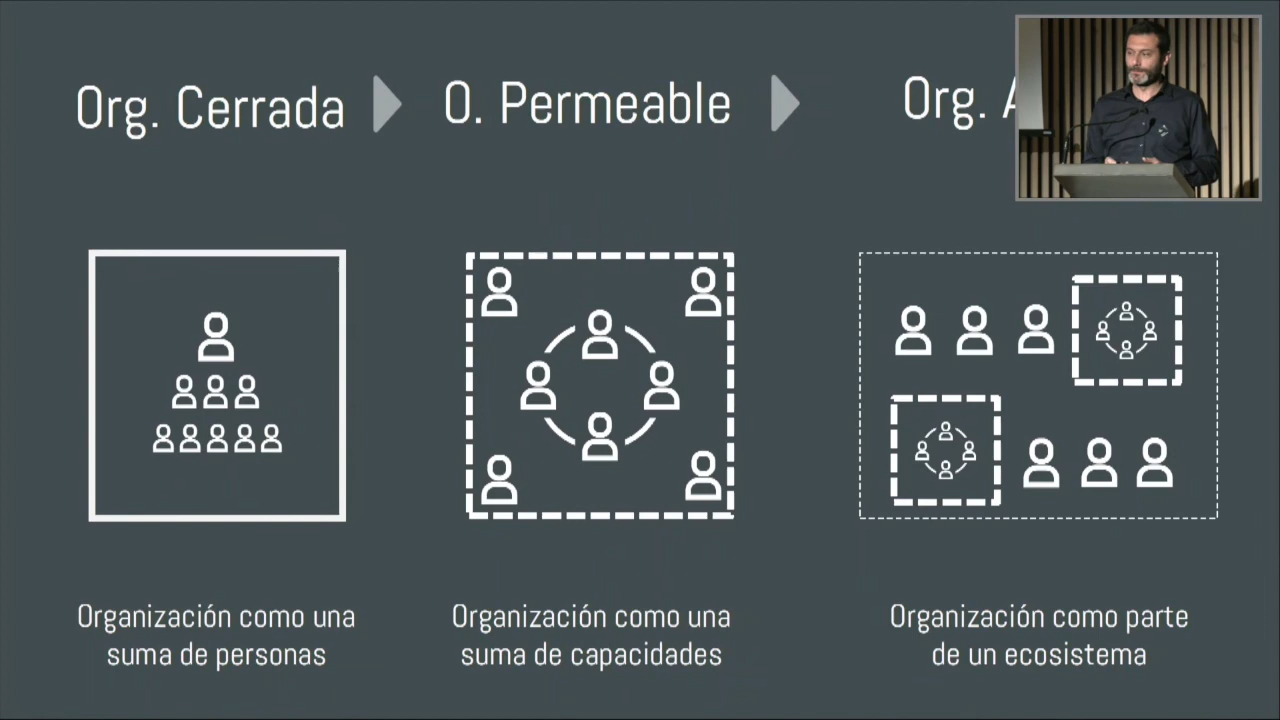 Org. Cerrada
O. Permeable
Org.
Organización como una
suma de personas
Organización como una
suma de capacidades
Organización como parte
de un ecosistema